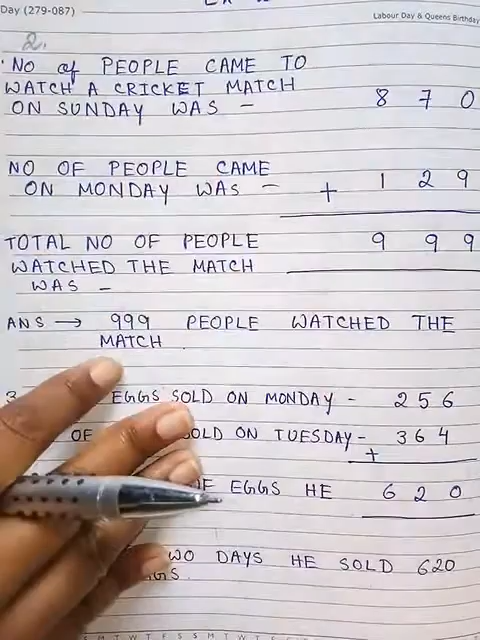 Day (279-087)
Labour Day & Queens Birthday
2.
NO of PEOPLE CAME TO
WATCH A CRICKET MATCH
ON SUNDAY WAS - 8 7 0
NO OF PEOPLE CAME
ON MONDAY WAS - + 1 2 9
TOTAL NO OF PEOPLE 9 9 9
WATCHED THE MATCH
WAS -
ANS → 999 PEOPLE WATCHED THE
MATCH
3 EGGS SOLD ON MONDAY - 2 5 6
OF SOLD ON TUESDAY - 3 6 4
+
OF EGGS HE 6 2 0
TWO DAYS HE SOLD 620